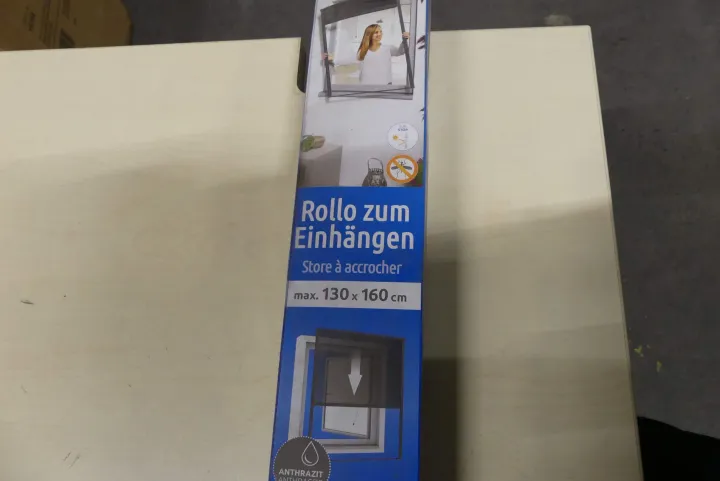 Rollo zum
Einhängen
Store à accrocher
max. 130 x 160 cm
ANTHRAZIT